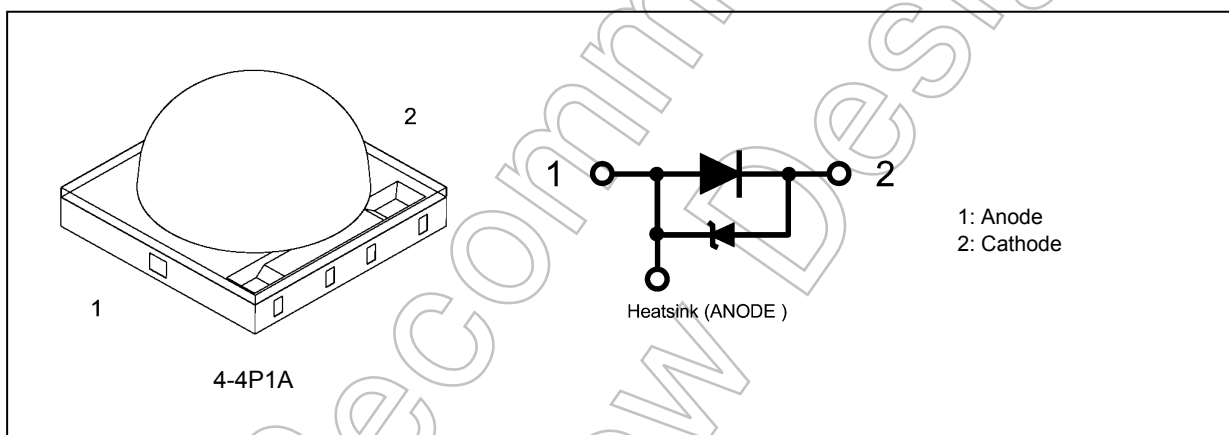 2
1
4-4P1A
1
2
Heatsink (ANODE )
1: Anode
2: Cathode